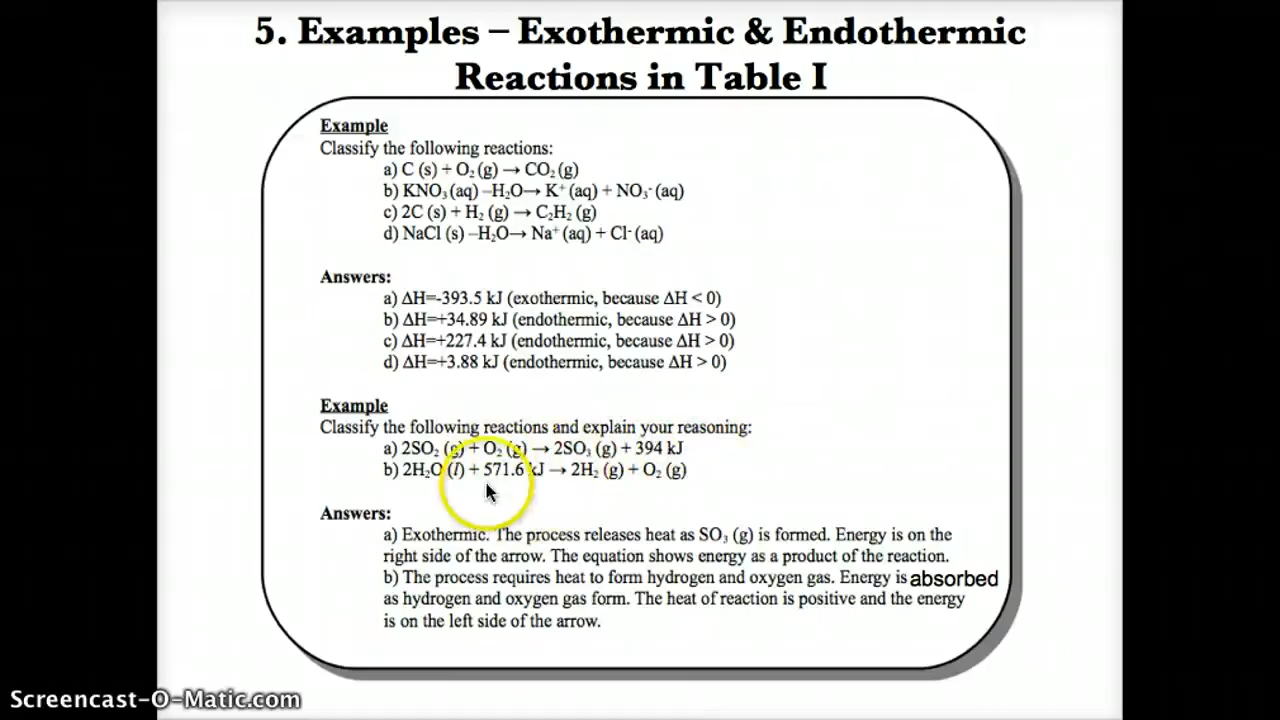 5. Examples – Exothermic & Endothermic
Reactions in Table I
Example
Classify the following reactions:
a) C (s) + O₂ (g) → CO₂ (g)
b) KNO₃ (aq) –H₂O→ K⁺ (aq) + NO₃⁻ (aq)
c) 2C (s) + H₂ (g) → C₂H₂ (g)
d) NaCl (s) –H₂O→ Na⁺ (aq) + Cl⁻ (aq)
Answers:
a) ΔH=-393.5 kJ (exothermic, because ΔH < 0)
b) ΔH=+34.89 kJ (endothermic, because ΔH > 0)
c) ΔH=+227.4 kJ (endothermic, because ΔH > 0)
d) ΔH=+3.88 kJ (endothermic, because ΔH > 0)
Example
Classify the following reactions and explain your reasoning:
a) 2SO₂ (g) + O₂ (g) → 2SO₃ (g) + 394 kJ
b) 2H₂O (l) + 571.6 kJ → 2H₂ (g) + O₂ (g)
Answers:
a) Exothermic. The process releases heat as SO₃ (g) is formed. Energy is on the
right side of the arrow. The equation shows energy as a product of the reaction.
b) The process requires heat to form hydrogen and oxygen gas. Energy is absorbed
as hydrogen and oxygen gas form. The heat of reaction is positive and the energy
is on the left side of the arrow.
Screencast-O-Matic.com